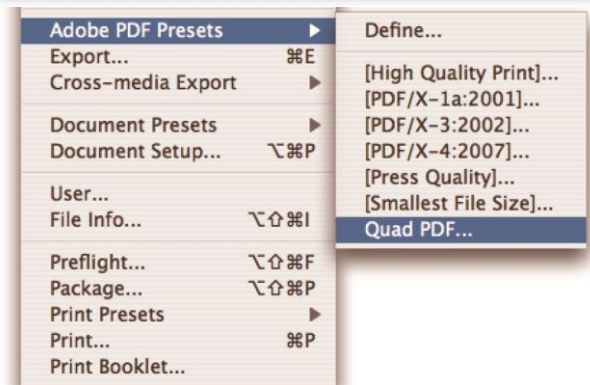 Adobe PDF Presets ▶
Export... ⌘E
Cross-media Export ▶
Document Presets ▶
Document Setup... ⌥⌘P
User...
File Info... ⌥⇧⌘I
Preflight... ⌥⇧⌘F
Package... ⌥⇧⌘P
Print Presets ▶
Print... ⌘P
Print Booklet...
Define...
[High Quality Print]...
[PDF/X-1a:2001]...
[PDF/X-3:2002]...
[PDF/X-4:2007]...
[Press Quality]...
[Smallest File Size]...
Quad PDF...